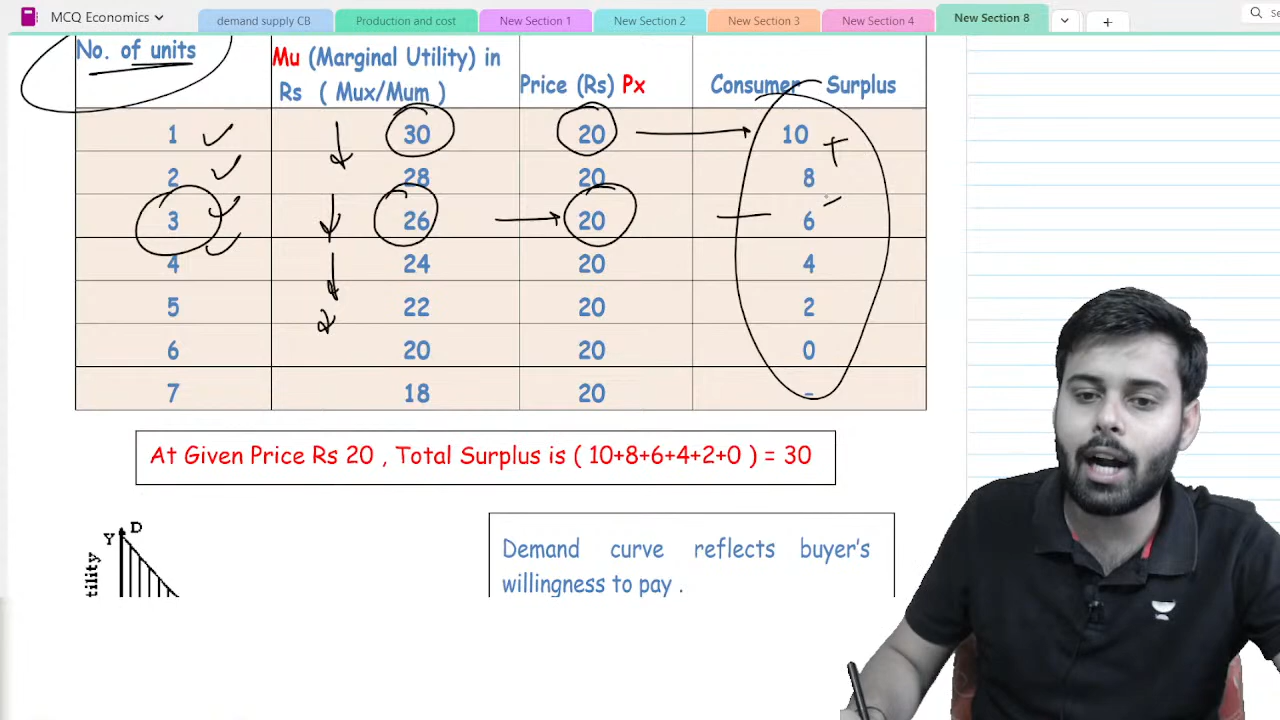 MCQ Economics
demand supply CB
Production and cost
New Section 1
New Section 2
New Section 3
New Section 4
New Section 8
No. of units
Mu (Marginal Utility) in
Rs ( Mux/Mum )
Price (Rs) Px
Consumer Surplus
1 30 20 10 +
2 28 20 8
3 26 20 6
4 24 20 4
5 22 20 2
6 20 20 0
7 18 20 -
At Given Price Rs 20 , Total Surplus is ( 10+8+6+4+2+0 ) = 30
Y D
tility
Demand curve reflects buyer's
willingness to pay .